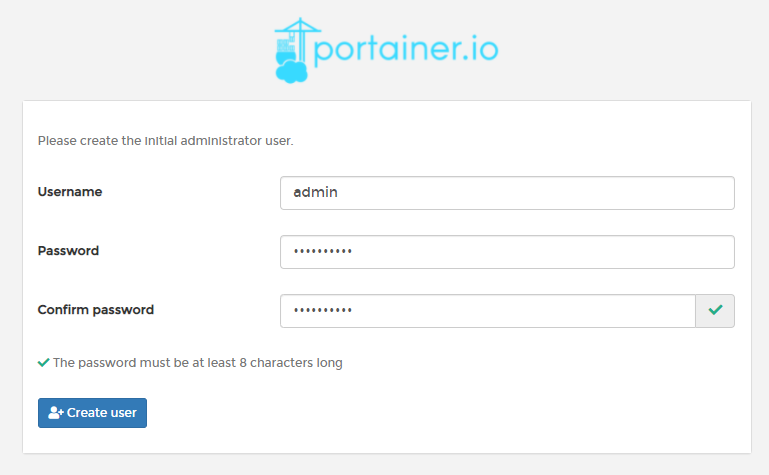 portainer.io
Please create the initial administrator user.
Username
admin
Password
••••••••••
Confirm password
••••••••••
The password must be at least 8 characters long
Create user